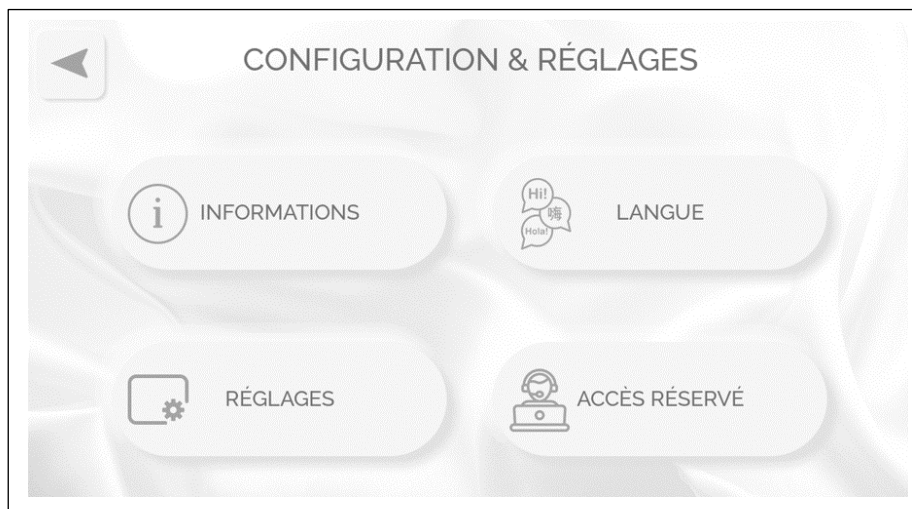 CONFIGURATION & RÉGLAGES
i
INFORMATIONS
Hi!
嗨
Hola!
LANGUE
RÉGLAGES
ACCÈS RÉSERVÉ